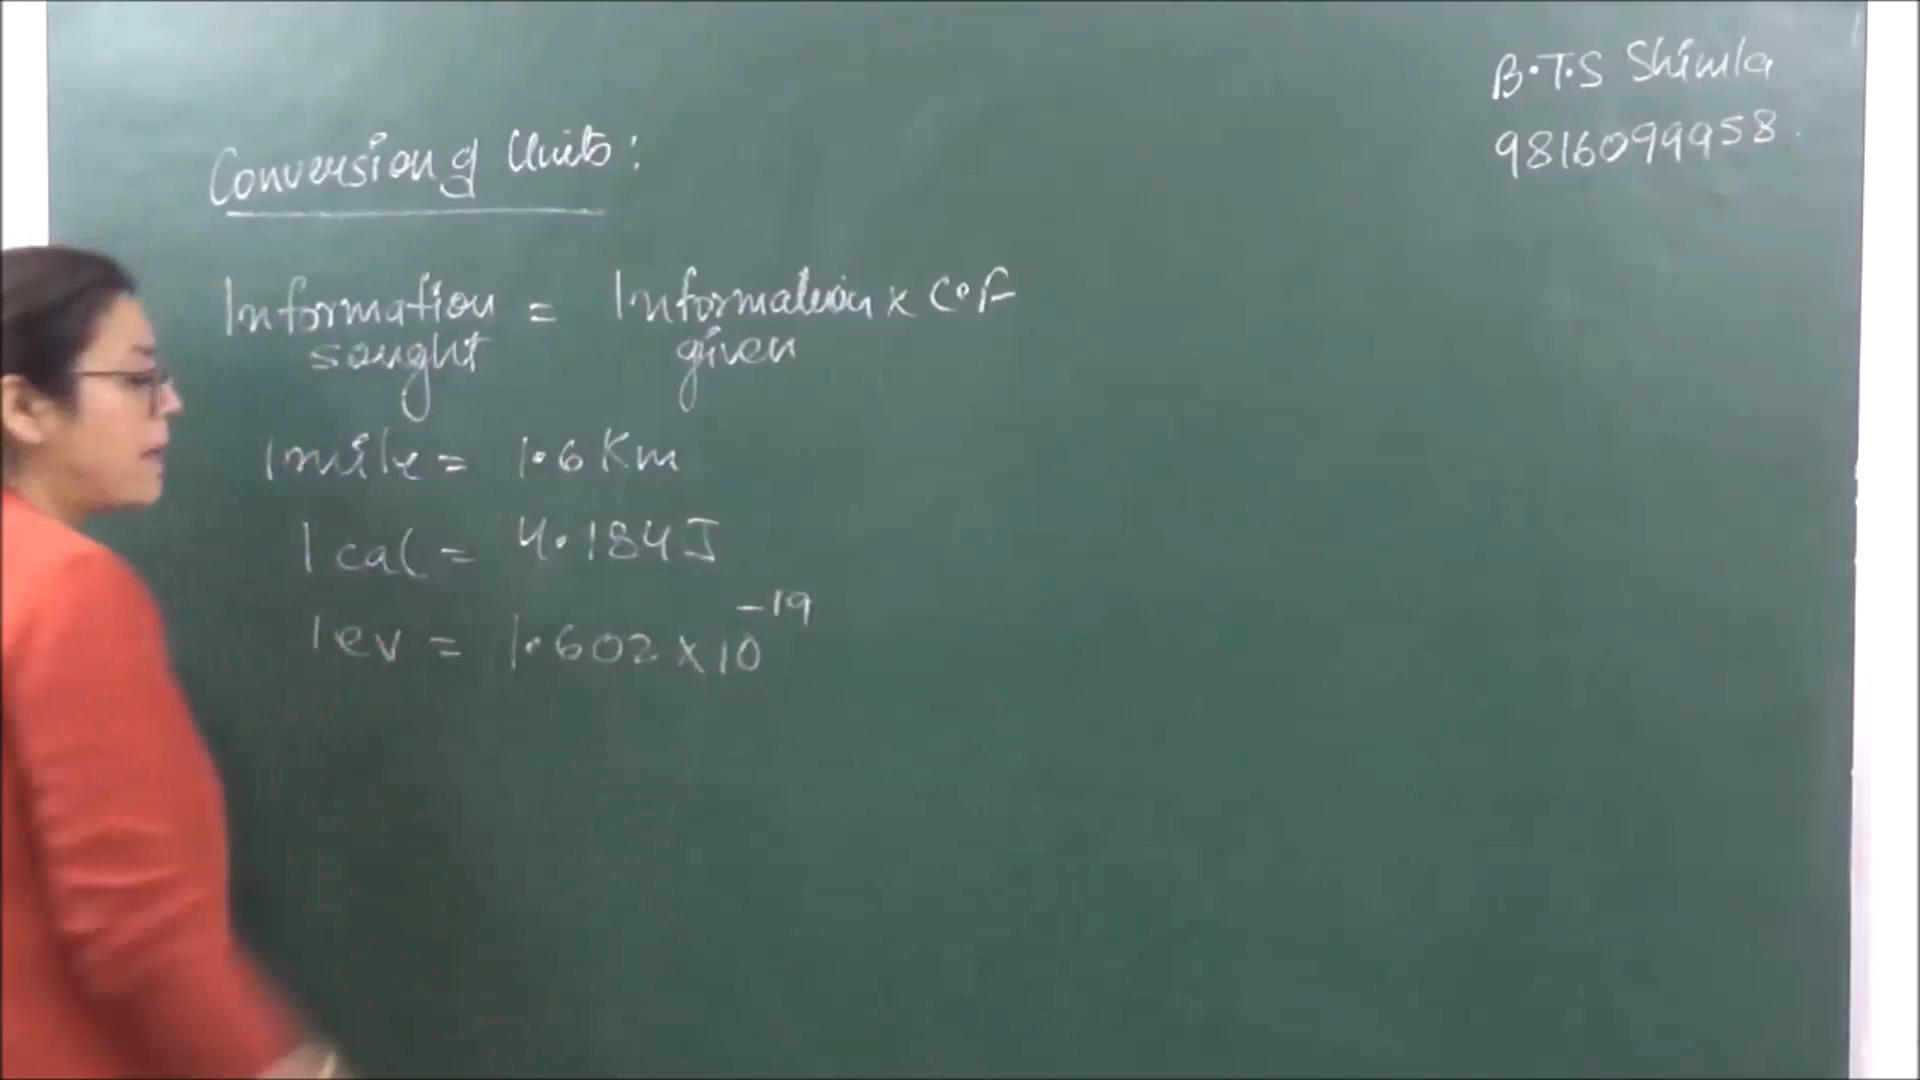 B.T.S Shimla
9816099958.
Conversion of Units:
Information = Information x C.F
sought given
1 mile = 1.6 Km
1 cal = 4.184 J
1 ev = 1.602 x 10^-19